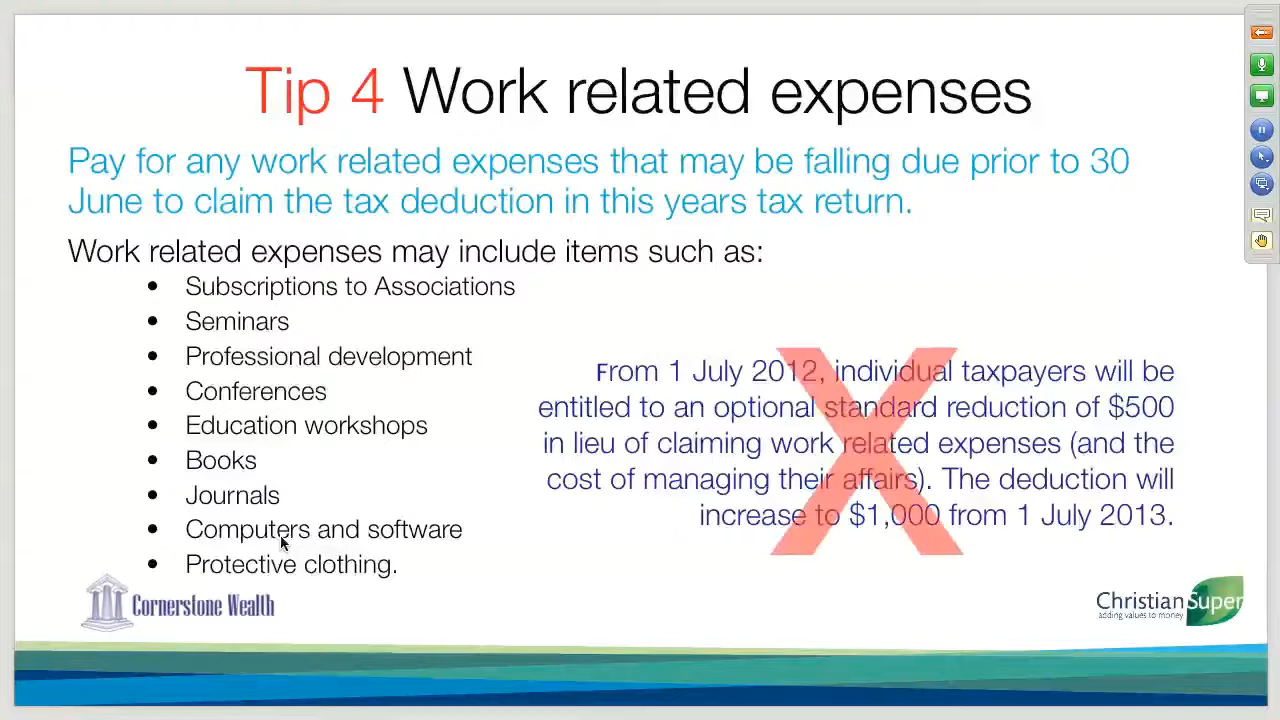 Tip 4 Work related expenses
Pay for any work related expenses that may be falling due prior to 30
June to claim the tax deduction in this years tax return.
Work related expenses may include items such as:
• Subscriptions to Associations
• Seminars
• Professional development
• Conferences
• Education workshops
• Books
• Journals
• Computers and software
• Protective clothing.
From 1 July 2012, individual taxpayers will be
entitled to an optional standard reduction of $500
in lieu of claiming work related expenses (and the
cost of managing their affairs). The deduction will
increase to $1,000 from 1 July 2013.
X
Cornerstone Wealth
ChristianSuper
adding values to money